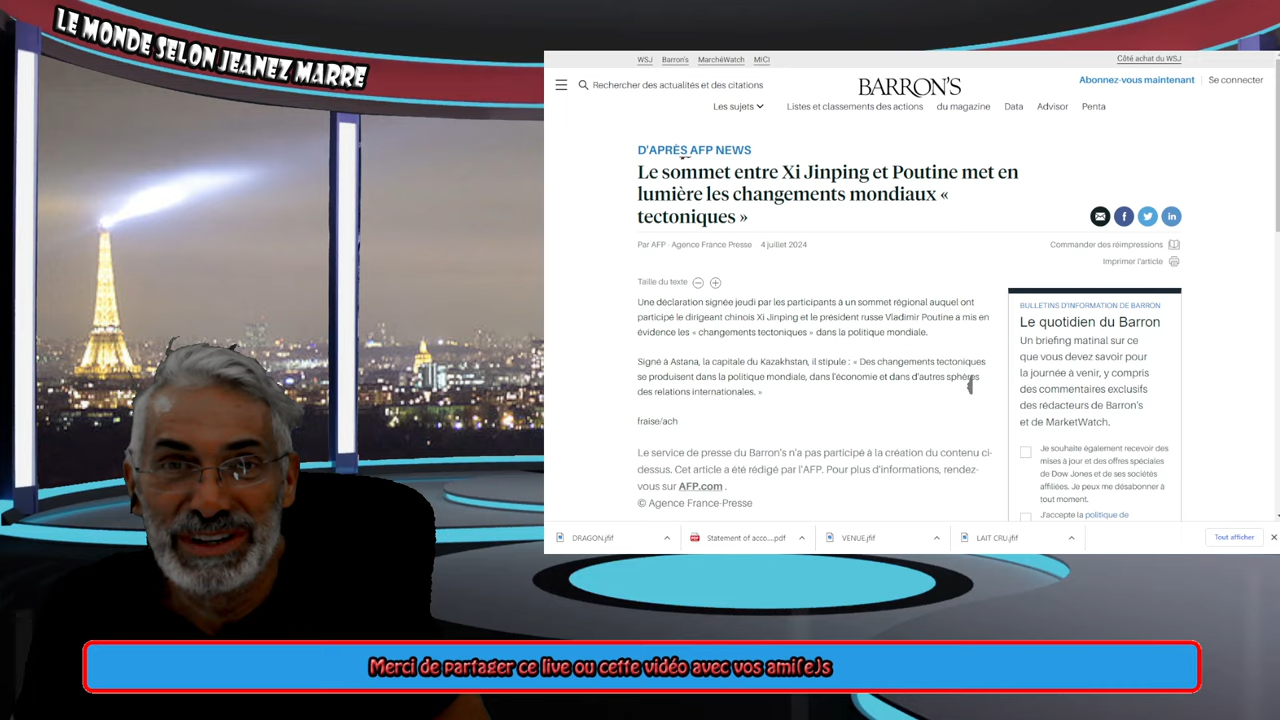 LE MONDE SELON JEANEZ MARRE
WSJ Barron's MarchéWatch MICI
Côté achat du WSJ
Rechercher des actualités et des citations
BARRON'S
Abonnez-vous maintenant Se connecter
Les sujets Listes et classements des actions du magazine Data Advisor Penta
D'APRÈS AFP NEWS
Le sommet entre Xi Jinping et Poutine met en
lumière les changements mondiaux «
tectoniques »
Par AFP - Agence France Presse 4 juillet 2024
Commander des réimpressions
Imprimer l'article
Taille du texte
Une déclaration signée jeudi par les participants à un sommet régional auquel ont
participé le dirigeant chinois Xi Jinping et le président russe Vladimir Poutine a mis en
évidence les « changements tectoniques » dans la politique mondiale.
Signé à Astana, la capitale du Kazakhstan, il stipule : « Des changements tectoniques
se produisent dans la politique mondiale, dans l'économie et dans d'autres sphères
des relations internationales. »
fraise/ach
Le service de presse du Barron's n'a pas participé à la création du contenu ci-
dessus. Cet article a été rédigé par l'AFP. Pour plus d'informations, rendez-
vous sur AFP.com .
© Agence France-Presse
BULLETINS D'INFORMATION DE BARRON
Le quotidien du Barron
Un briefing matinal sur ce
que vous devez savoir pour
la journée à venir, y compris
des commentaires exclusifs
des rédacteurs de Barron's
et de MarketWatch.
Je souhaite également recevoir des
mises à jour et des offres spéciales
de Dow Jones et de ses sociétés
affiliées. Je peux me désabonner à
tout moment.
J'accepte la politique de
DRAGON.jfif Statement of acco....pdf VENUE.jfif LAIT CRU.jfif Tout afficher
Merci de partager ce live ou cette vidéo avec vos ami(e)s